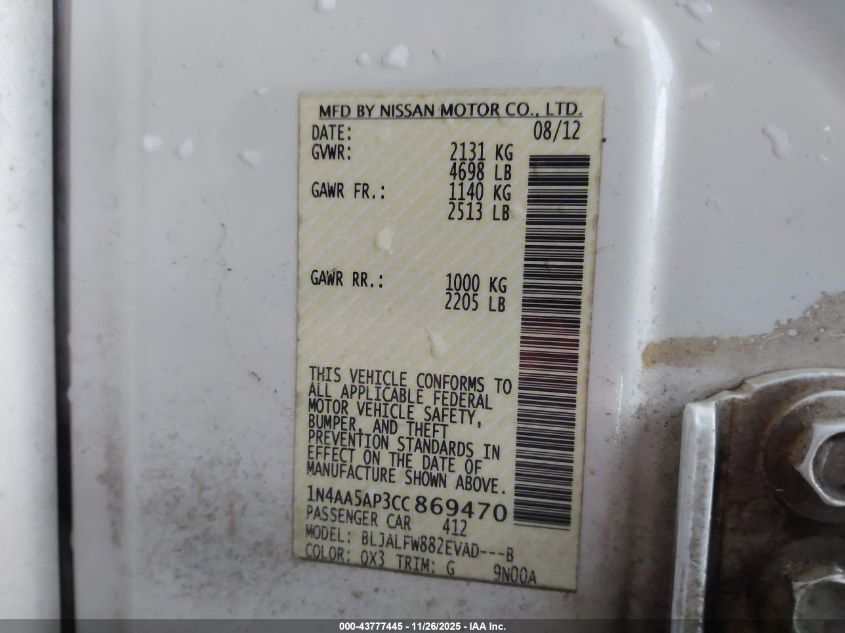 MFD BY NISSAN MOTOR CO., LTD.
DATE: 08/12
GVWR: 2131 KG
4698 LB
GAWR FR.: 1140 KG
2513 LB
GAWR RR.: 1000 KG
2205 LB
THIS VEHICLE CONFORMS TO
ALL APPLICABLE FEDERAL
MOTOR VEHICLE SAFETY,
BUMPER, AND THEFT
PREVENTION STANDARDS IN
EFFECT ON THE DATE OF
MANUFACTURE SHOWN ABOVE.
1N4AA5AP3CC869470
PASSENGER CAR 412
MODEL: BLJALFW882EVAD---B
COLOR: QX3 TRIM: G 9N00A
000-43777445 - 11/26/2025 - IAA Inc.